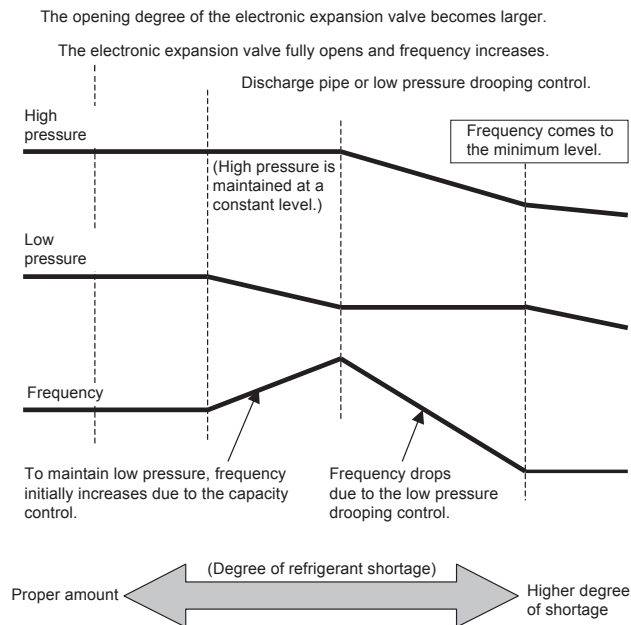 The opening degree of the electronic expansion valve becomes larger.
The electronic expansion valve fully opens and frequency increases.
Discharge pipe or low pressure drooping control.
High
pressure
Frequency comes to
the minimum level.
(High pressure is
maintained at a
constant level.)
Low
pressure
Frequency
To maintain low pressure, frequency
initially increases due to the capacity
control.
Frequency drops
due to the low pressure
drooping control.
(Degree of refrigerant shortage)
Proper amount
Higher degree
of shortage